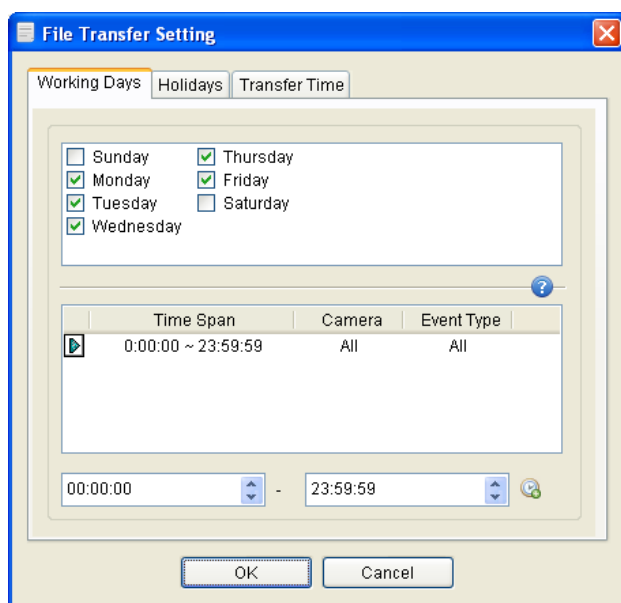 File Transfer Setting
Working Days Holidays Transfer Time
Sunday Thursday
Monday Friday
Tuesday Saturday
Wednesday
?
Time Span Camera Event Type
0:00:00 ~ 23:59:59 All All
00:00:00 - 23:59:59
OK Cancel